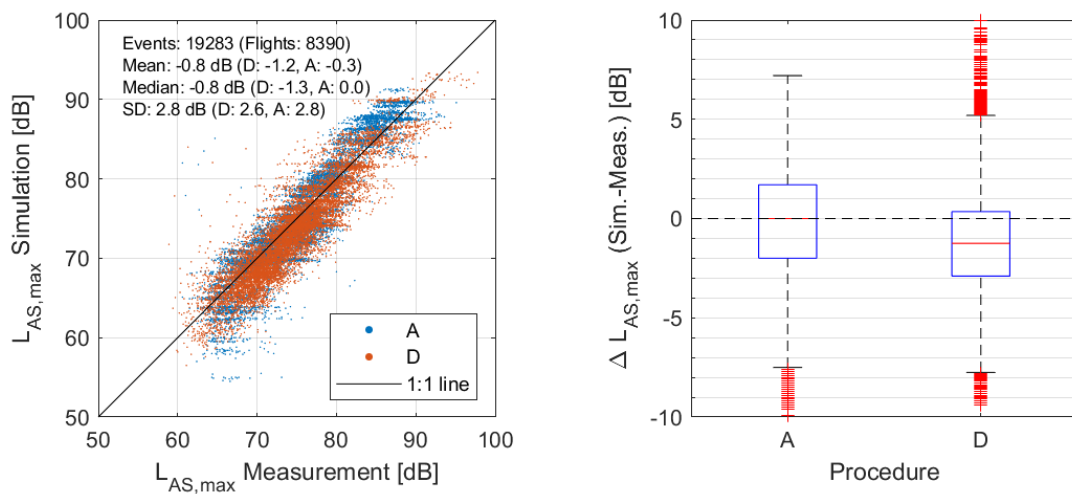 100
90
80
70
60
50
L_AS,max Simulation [dB]
Events: 19283 (Flights: 8390)
Mean: -0.8 dB (D: -1.2, A: -0.3)
Median: -0.8 dB (D: -1.3, A: 0.0)
SD: 2.8 dB (D: 2.6, A: 2.8)
A
D
1:1 line
50 60 70 80 90 100
L_AS,max Measurement [dB]
10
5
0
-5
-10
Δ L_AS,max (Sim.-Meas.) [dB]
A D
Procedure